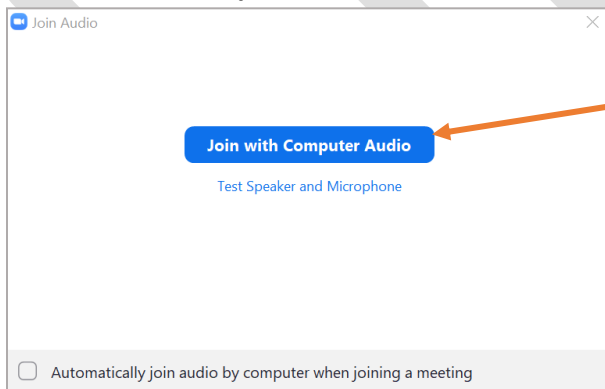 Join Audio
Join with Computer Audio
Test Speaker and Microphone
Automatically join audio by computer when joining a meeting